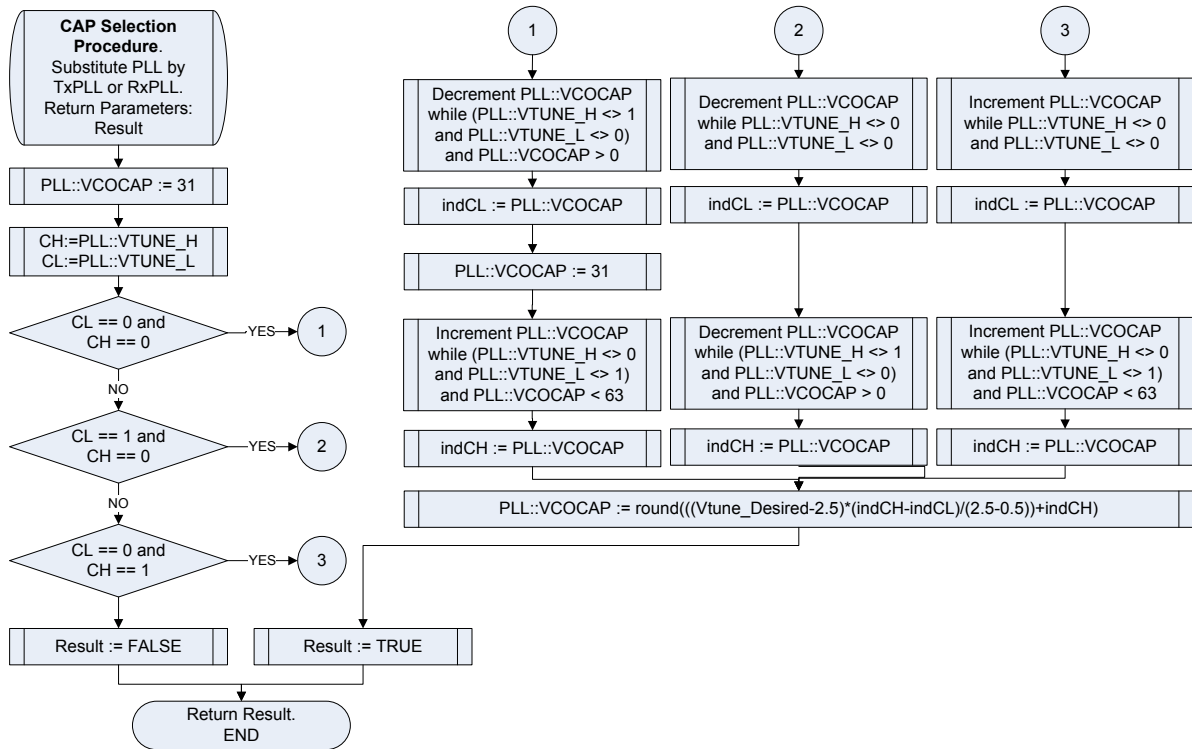 CAP Selection
Procedure.
Substitute PLL by
TxPLL or RxPLL.
Return Parameters:
Result
PLL::VCOCAP := 31
CH:=PLL::VTUNE_H
CL:=PLL::VTUNE_L
CL == 0 and
CH == 0
YES
1
NO
CL == 1 and
CH == 0
YES
2
NO
CL == 0 and
CH == 1
YES
3
Result := FALSE
Result := TRUE
Return Result.
END
1
Decrement PLL::VCOCAP
while (PLL::VTUNE_H <> 1
and PLL::VTUNE_L <> 0)
and PLL::VCOCAP > 0
indCL := PLL::VCOCAP
PLL::VCOCAP := 31
Increment PLL::VCOCAP
while (PLL::VTUNE_H <> 0
and PLL::VTUNE_L <> 1)
and PLL::VCOCAP < 63
indCH := PLL::VCOCAP
2
Decrement PLL::VCOCAP
while PLL::VTUNE_H <> 0
and PLL::VTUNE_L <> 0
indCL := PLL::VCOCAP
Decrement PLL::VCOCAP
while (PLL::VTUNE_H <> 1
and PLL::VTUNE_L <> 0)
and PLL::VCOCAP > 0
indCH := PLL::VCOCAP
3
Increment PLL::VCOCAP
while PLL::VTUNE_H <> 0
and PLL::VTUNE_L <> 0
indCL := PLL::VCOCAP
Increment PLL::VCOCAP
while (PLL::VTUNE_H <> 0
and PLL::VTUNE_L <> 1)
and PLL::VCOCAP < 63
indCH := PLL::VCOCAP
PLL::VCOCAP := round(((Vtune_Desired-2.5)*(indCH-indCL)/(2.5-0.5))+indCH)